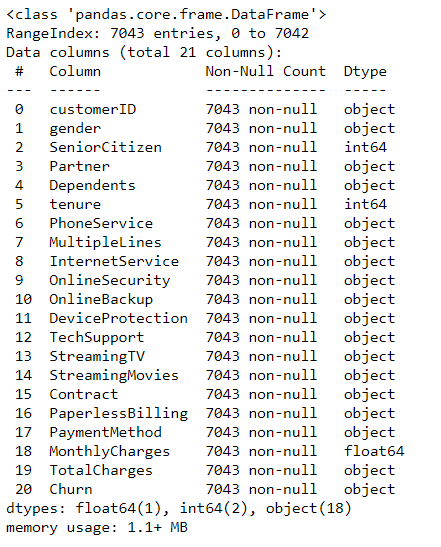 <class 'pandas.core.frame.DataFrame'>
RangeIndex: 7043 entries, 0 to 7042
Data columns (total 21 columns):
 #   Column            Non-Null Count  Dtype
---  ------            --------------  -----
 0   customerID        7043 non-null   object
 1   gender            7043 non-null   object
 2   SeniorCitizen     7043 non-null   int64
 3   Partner           7043 non-null   object
 4   Dependents        7043 non-null   object
 5   tenure            7043 non-null   int64
 6   PhoneService      7043 non-null   object
 7   MultipleLines     7043 non-null   object
 8   InternetService   7043 non-null   object
 9   OnlineSecurity    7043 non-null   object
 10  OnlineBackup      7043 non-null   object
 11  DeviceProtection  7043 non-null   object
 12  TechSupport       7043 non-null   object
 13  StreamingTV       7043 non-null   object
 14  StreamingMovies   7043 non-null   object
 15  Contract          7043 non-null   object
 16  PaperlessBilling  7043 non-null   object
 17  PaymentMethod     7043 non-null   object
 18  MonthlyCharges    7043 non-null   float64
 19  TotalCharges      7043 non-null   object
 20  Churn             7043 non-null   object
dtypes: float64(1), int64(2), object(18)
memory usage: 1.1+ MB